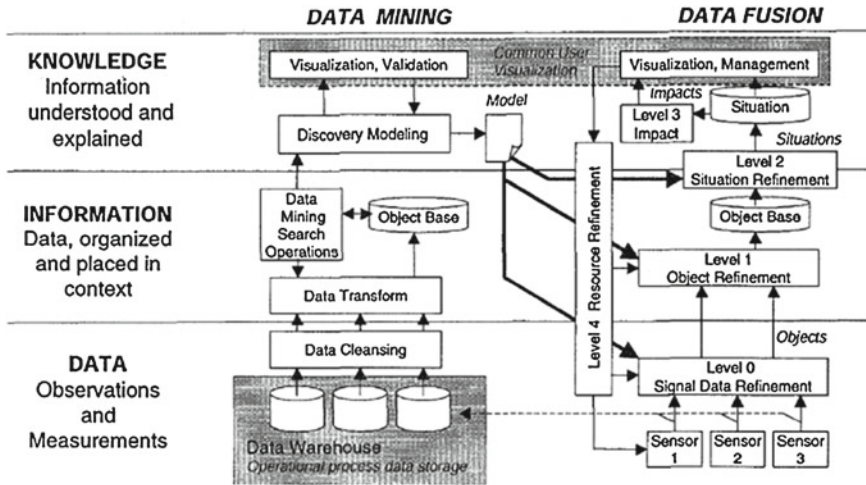 DATA MINING
DATA FUSION
KNOWLEDGE
Information
understood and
explained
Common User
Visualization
Visualization, Validation
Visualization, Management
Discovery Modeling
Model
Impacts
Level 3
Impact
Situation
Situations
Level 2
Situation Refinement
INFORMATION
Data, organized
and placed in
context
Data
Mining
Search
Operations
Object Base
Object Base
Level 1
Object Refinement
Data Transform
Level 4 Resource Refinement
Objects
DATA
Observations
and
Measurements
Data Cleansing
Level 0
Signal Data Refinement
Data Warehouse
Operational process data storage
Sensor
1
Sensor
2
Sensor
3